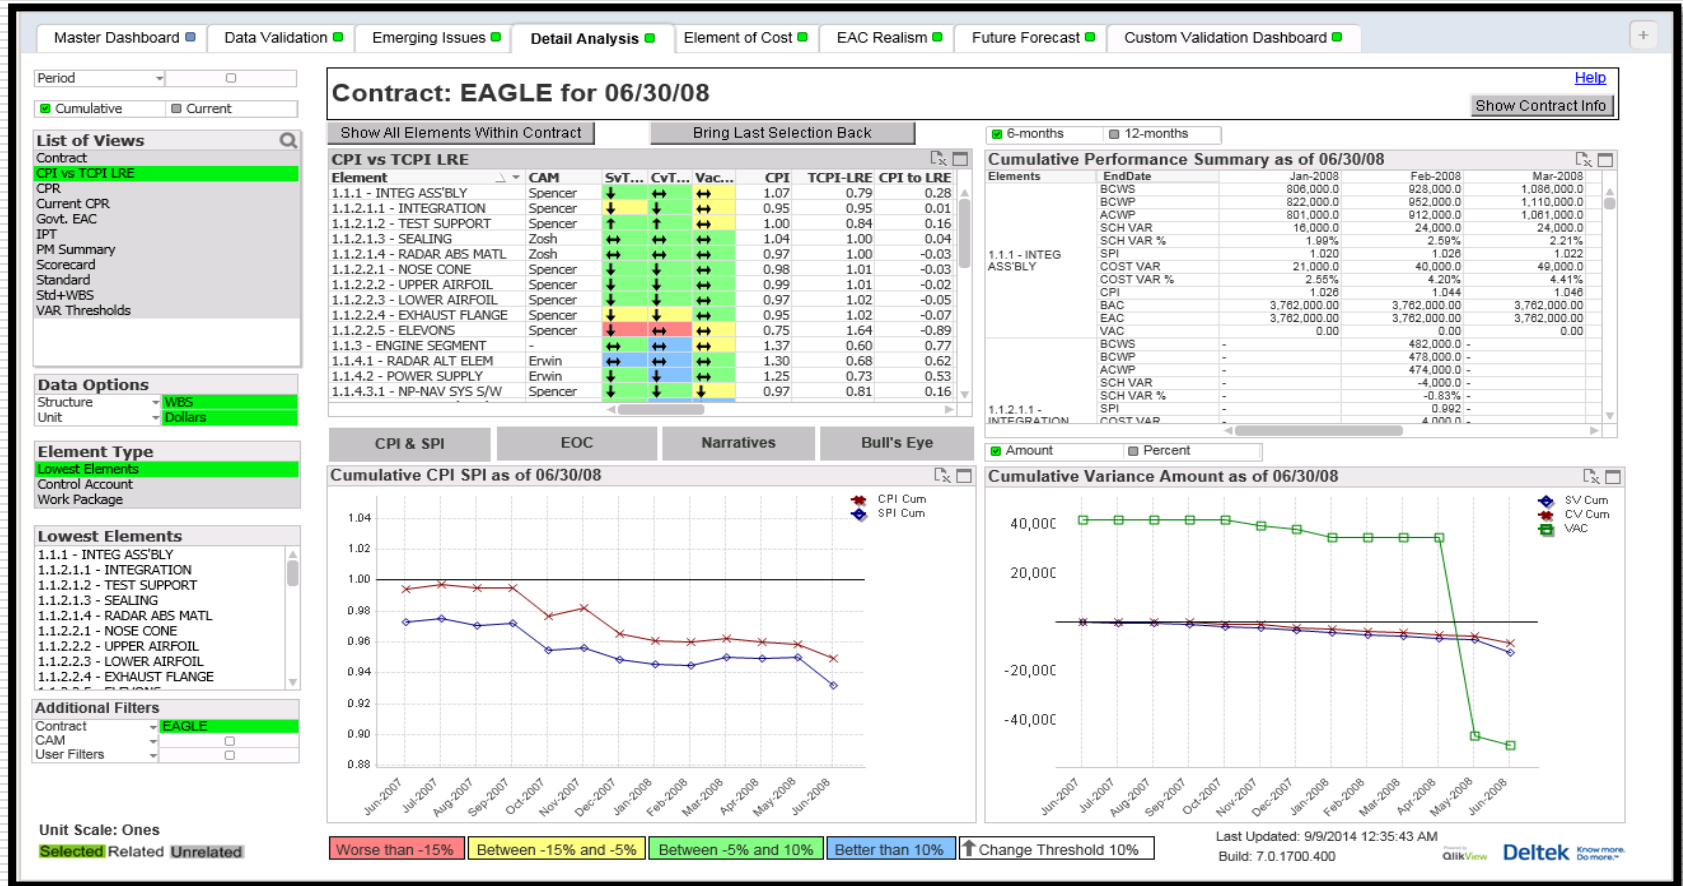 Master Dashboard
Data Validation
Emerging Issues
Detail Analysis
Element of Cost
EAC Realism
Future Forecast
Custom Validation Dashboard
+
Period
Cumulative Current
List of Views
Contract
CPI vs TCPI LRE
CPR
Current CPR
Govt. EAC
IPT
PM Summary
Scorecard
Standard
Std+WBS
VAR Thresholds
Data Options
Structure WBS
Unit Dollars
Element Type
Lowest Elements
Control Account
Work Package
Lowest Elements
1.1.1 - INTEG ASS'BLY
1.1.2.1.1 - INTEGRATION
1.1.2.1.2 - TEST SUPPORT
1.1.2.1.3 - SEALING
1.1.2.1.4 - RADAR ABS MATL
1.1.2.2.1 - NOSE CONE
1.1.2.2.2 - UPPER AIRFOIL
1.1.2.2.3 - LOWER AIRFOIL
1.1.2.2.4 - EXHAUST FLANGE
Additional Filters
Contract EAGLE
CAM
User Filters
Unit Scale: Ones
Selected Related Unrelated
Contract: EAGLE for 06/30/08
Help
Show Contract Info
Show All Elements Within Contract
Bring Last Selection Back
CPI vs TCPI LRE
Element CAM SvT... CvT... Vac... CPI TCPI-LRE CPI to LRE
1.1.1 - INTEG ASS'BLY Spencer 1.07 0.79 0.28
1.1.2.1.1 - INTEGRATION Spencer 0.95 0.95 0.01
1.1.2.1.2 - TEST SUPPORT Spencer 1.00 0.84 0.16
1.1.2.1.3 - SEALING Zosh 1.04 1.00 0.04
1.1.2.1.4 - RADAR ABS MATL Zosh 0.97 1.00 -0.03
1.1.2.2.1 - NOSE CONE Spencer 0.98 1.01 -0.03
1.1.2.2.2 - UPPER AIRFOIL Spencer 0.99 1.01 -0.02
1.1.2.2.3 - LOWER AIRFOIL Spencer 0.97 1.02 -0.05
1.1.2.2.4 - EXHAUST FLANGE Spencer 0.95 1.02 -0.07
1.1.2.2.5 - ELEVONS Spencer 0.75 1.64 -0.89
1.1.3 - ENGINE SEGMENT - 1.37 0.60 0.77
1.1.4.1 - RADAR ALT ELEM Erwin 1.30 0.68 0.62
1.1.4.2 - POWER SUPPLY Erwin 1.25 0.73 0.53
1.1.4.3.1 - NP-NAV SYS S/W Spencer 0.97 0.81 0.16
6-months 12-months
Cumulative Performance Summary as of 06/30/08
Elements EndDate Jan-2008 Feb-2008 Mar-2008
1.1.1 - INTEG ASS'BLY
BCWS 806,000.0 928,000.0 1,086,000.0
BCWP 822,000.0 952,000.0 1,110,000.0
ACWP 801,000.0 912,000.0 1,061,000.0
SCH VAR 16,000.0 24,000.0 24,000.0
SCH VAR % 1.99% 2.59% 2.21%
SPI 1.020 1.026 1.022
COST VAR 21,000.0 40,000.0 49,000.0
COST VAR % 2.55% 4.20% 4.41%
CPI 1.026 1.044 1.046
BAC 3,762,000.00 3,762,000.00 3,762,000.00
EAC 3,762,000.00 3,762,000.00 3,762,000.00
VAC 0.00 0.00 0.00
1.1.2.1.1 - INTEGRATION
BCWS - 482,000.0 -
BCWP - 478,000.0 -
ACWP - 474,000.0 -
SCH VAR - -4,000.0 -
SCH VAR % - -0.83% -
SPI - 0.992 -
COST VAR - 4,000.0 -
CPI & SPI
EOC
Narratives
Bull's Eye
Amount Percent
Cumulative CPI SPI as of 06/30/08
CPI Cum
SPI Cum
1.04
1.02
1.00
0.98
0.96
0.94
0.92
0.90
0.88
Jun-2007 Jul-2007 Aug-2007 Sep-2007 Oct-2007 Nov-2007 Dec-2007 Jan-2008 Feb-2008 Mar-2008 Apr-2008 May-2008 Jun-2008
Cumulative Variance Amount as of 06/30/08
SV Cum
CV Cum
VAC
40,000
20,000
-20,000
-40,000
Jun-2007 Jul-2007 Aug-2007 Sep-2007 Oct-2007 Nov-2007 Dec-2007 Jan-2008 Feb-2008 Mar-2008 Apr-2008 May-2008 Jun-2008
Worse than -15%
Between -15% and -5%
Between -5% and 10%
Better than 10%
Change Threshold 10%
Last Updated: 9/9/2014 12:35:43 AM
Build: 7.0.1700.400
QlikView
Deltek
Know more.
Do more.™